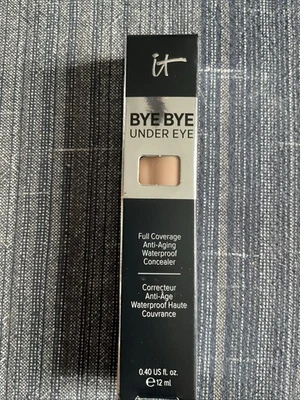 it
BYE BYE
UNDER EYE
Full Coverage
Anti-Aging
Waterproof
Concealer
Correcteur
Anti-Âge
Waterproof Haute
Couvrance
0.40 US fl. oz.
℮ 12 ml